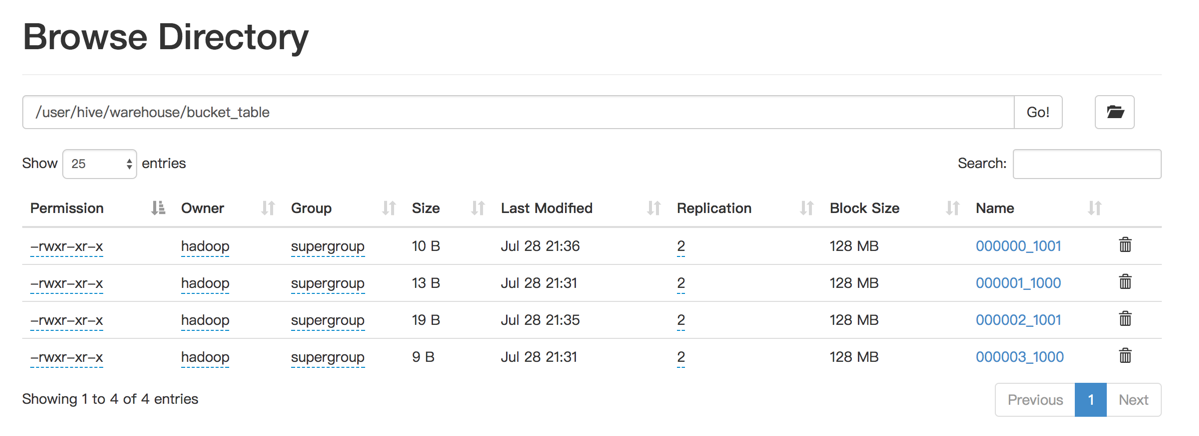 Browse Directory
/user/hive/warehouse/bucket_table Go!
Show 25 entries Search:
Permission Owner Group Size Last Modified Replication Block Size Name
-rwxr-xr-x hadoop supergroup 10 B Jul 28 21:36 2 128 MB 000000_1001
-rwxr-xr-x hadoop supergroup 13 B Jul 28 21:31 2 128 MB 000001_1000
-rwxr-xr-x hadoop supergroup 19 B Jul 28 21:35 2 128 MB 000002_1001
-rwxr-xr-x hadoop supergroup 9 B Jul 28 21:31 2 128 MB 000003_1000
Showing 1 to 4 of 4 entries Previous 1 Next